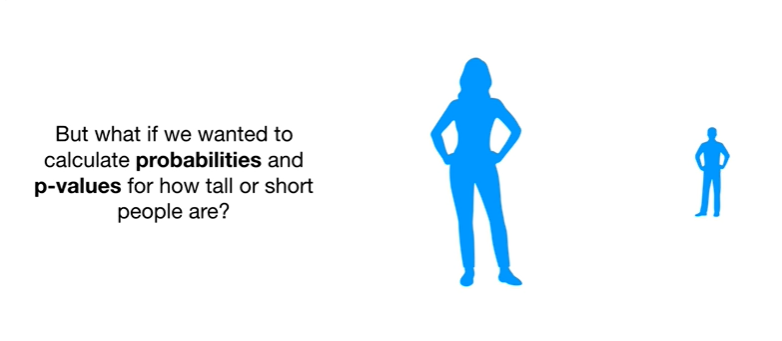 But what if we wanted to
calculate probabilities and
p-values for how tall or short
people are?